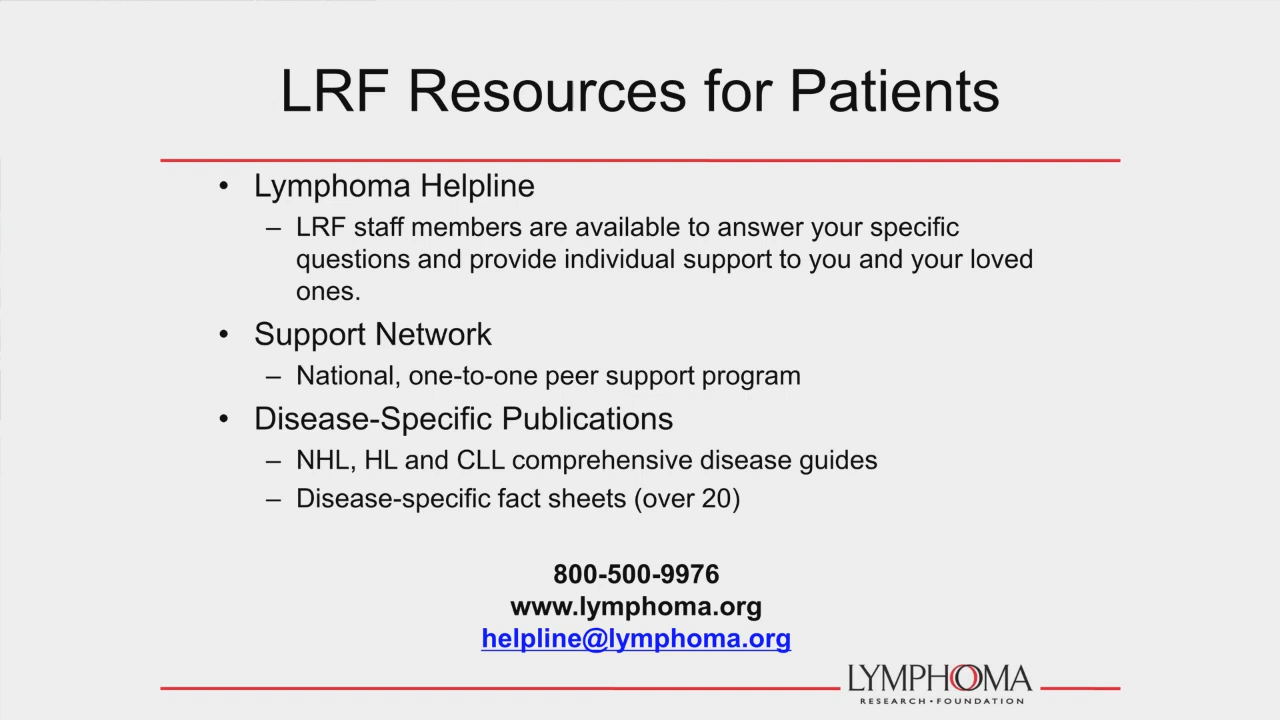 LRF Resources for Patients
• Lymphoma Helpline
– LRF staff members are available to answer your specific
questions and provide individual support to you and your loved
ones.
• Support Network
– National, one-to-one peer support program
• Disease-Specific Publications
– NHL, HL and CLL comprehensive disease guides
– Disease-specific fact sheets (over 20)
800-500-9976
www.lymphoma.org
helpline@lymphoma.org
LYMPHOMA
RESEARCH • FOUNDATION